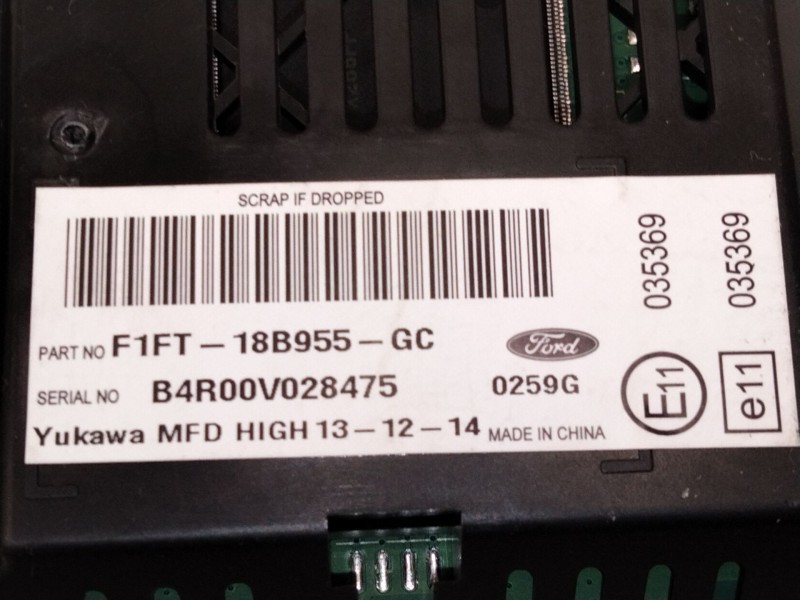 SCRAP IF DROPPED
PART NO F1FT-18B955-GC
Ford
SERIAL NO B4R00V028475 0259G
Yukawa MFD HIGH 13-12-14 MADE IN CHINA
035369
035369
E11
e11